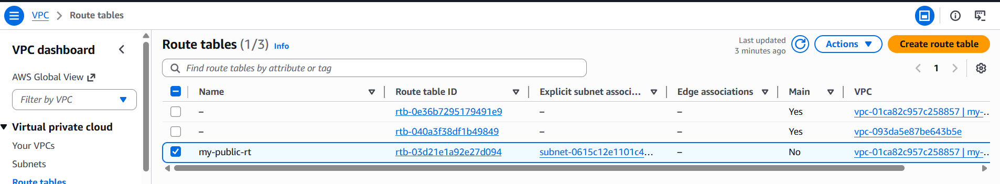 VPC > Route tables
VPC dashboard
AWS Global View
Filter by VPC
Virtual private cloud
Your VPCs
Subnets
Route tables
Route tables (1/3) Info
Last updated
3 minutes ago
Actions
Create route table
Find route tables by attribute or tag
1
Name Route table ID Explicit subnet associ... Edge associations Main VPC
– rtb-0e36b7295179491e9 – – Yes vpc-01ca82c957c258857 | my-...
– rtb-040a3f38df1b49849 – – Yes vpc-093da5e87be643b5e
my-public-rt rtb-03d21e1a92e27d094 subnet-0615c12e1101c4... – No vpc-01ca82c957c258857 | my-...